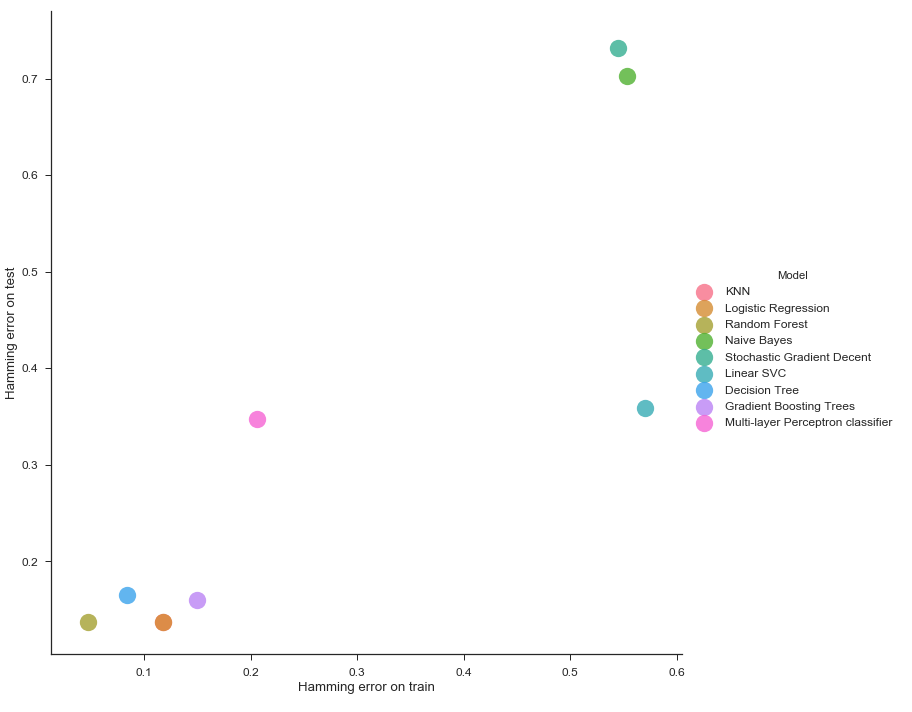 0.7
0.6
0.5
0.4
0.3
0.2
Hamming error on test
0.1
0.2
0.3
0.4
0.5
0.6
Hamming error on train
Model
KNN
Logistic Regression
Random Forest
Naive Bayes
Stochastic Gradient Decent
Linear SVC
Decision Tree
Gradient Boosting Trees
Multi-layer Perceptron classifier